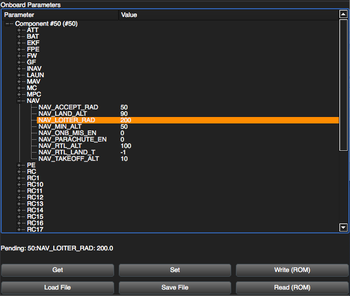 Onboard Parameters
Parameter Value
Component #50 (#50)
ATT
BAT
EKF
FPE
FW
GF
INAV
LAUN
MAV
MC
MPC
NAV
NAV_ACCEPT_RAD 50
NAV_LAND_ALT 90
NAV_LOITER_RAD 200
NAV_MIN_ALT 50
NAV_ONB_MIS_EN 0
NAV_PARACHUTE_EN 0
NAV_RTL_ALT 100
NAV_RTL_LAND_T -1
NAV_TAKEOFF_ALT 10
PE
RC
RC1
RC10
RC11
RC12
RC13
RC14
RC15
RC16
RC17
Pending: 50:NAV_LOITER_RAD: 200.0
Get Set Write (ROM)
Load File Save File Read (ROM)